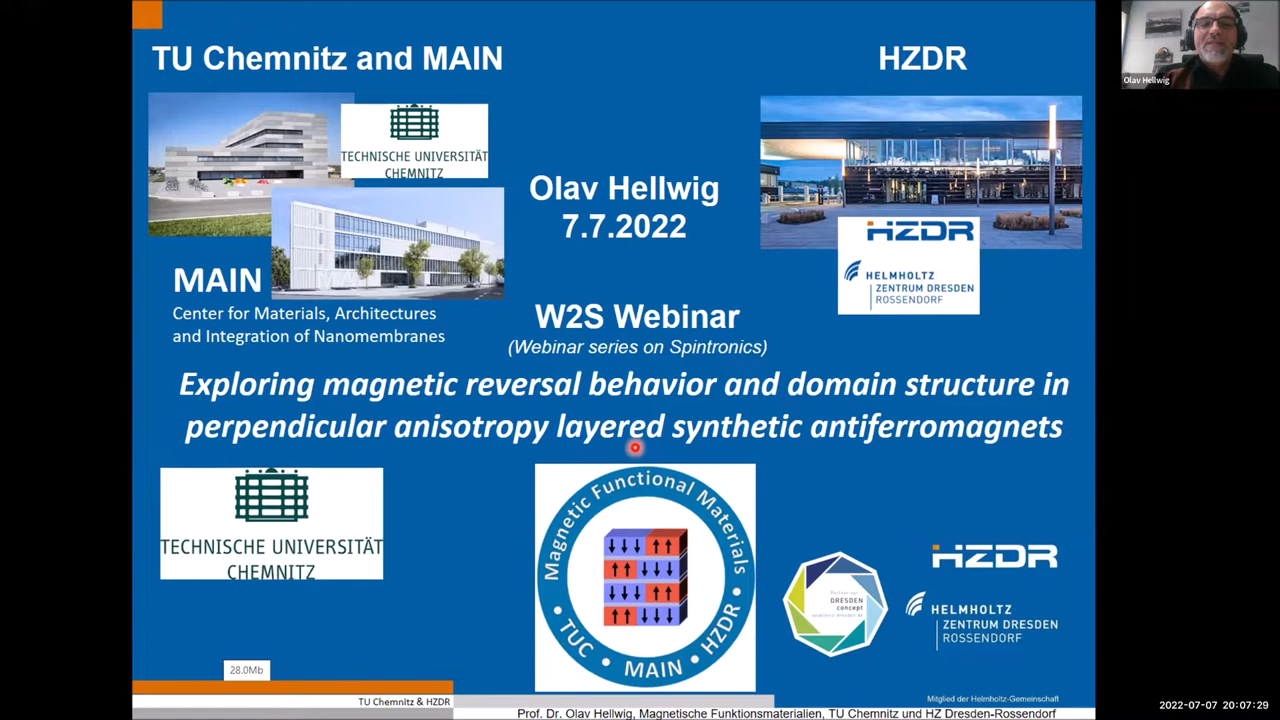 TU Chemnitz and MAIN
HZDR
TECHNISCHE UNIVERSITÄT
CHEMNITZ
Olav Hellwig
7.7.2022
HZDR
HELMHOLTZ
ZENTRUM DRESDEN
ROSSENDORF
MAIN
Center for Materials, Architectures
and Integration of Nanomembranes
W2S Webinar
(Webinar series on Spintronics)
Exploring magnetic reversal behavior and domain structure in
perpendicular anisotropy layered synthetic antiferromagnets
TECHNISCHE UNIVERSITÄT
CHEMNITZ
Magnetic Functional Materials
• TUC • MAIN • HZDR •
DRESDEN
concept
HZDR
HELMHOLTZ
ZENTRUM DRESDEN
ROSSENDORF
28.0Mb
TU Chemnitz & HZDR
Mitglied der Helmholtz-Gemeinschaft
Prof. Dr. Olav Hellwig, Magnetische Funktionsmaterialien, TU Chemnitz und HZ Dresden-Rossendorf
Olav Hellwig
2022-07-07 20:07:29